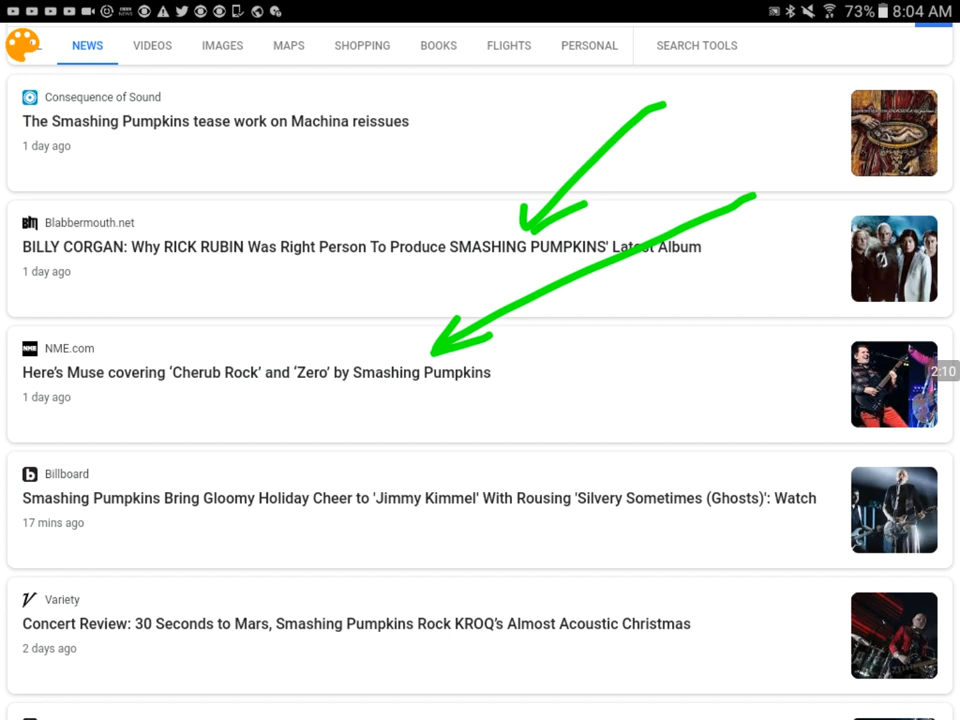 73% 8:04 AM
NEWS VIDEOS IMAGES MAPS SHOPPING BOOKS FLIGHTS PERSONAL SEARCH TOOLS
Consequence of Sound
The Smashing Pumpkins tease work on Machina reissues
1 day ago
Blabbermouth.net
BILLY CORGAN: Why RICK RUBIN Was Right Person To Produce SMASHING PUMPKINS' Latest Album
1 day ago
NME NME.com
Here's Muse covering ‘Cherub Rock’ and ‘Zero’ by Smashing Pumpkins
2:10
1 day ago
b Billboard
Smashing Pumpkins Bring Gloomy Holiday Cheer to 'Jimmy Kimmel' With Rousing 'Silvery Sometimes (Ghosts)': Watch
17 mins ago
V Variety
Concert Review: 30 Seconds to Mars, Smashing Pumpkins Rock KROQ's Almost Acoustic Christmas
2 days ago